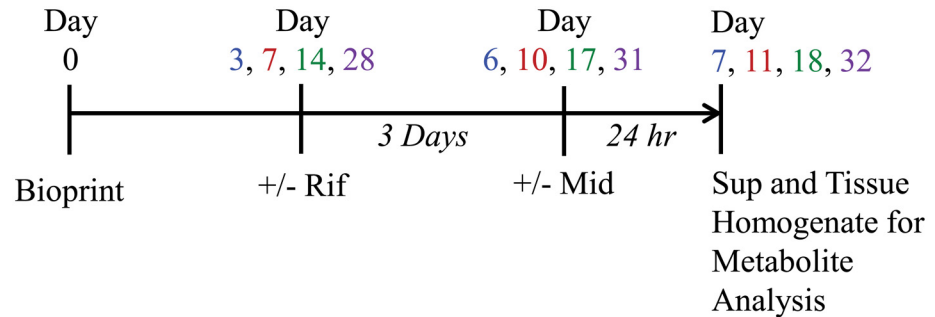 Day
0
Bioprint
Day
3, 7, 14, 28
+/- Rif
3 Days
Day
6, 10, 17, 31
+/- Mid
24 hr
Day
7, 11, 18, 32
Sup and Tissue
Homogenate for
Metabolite
Analysis